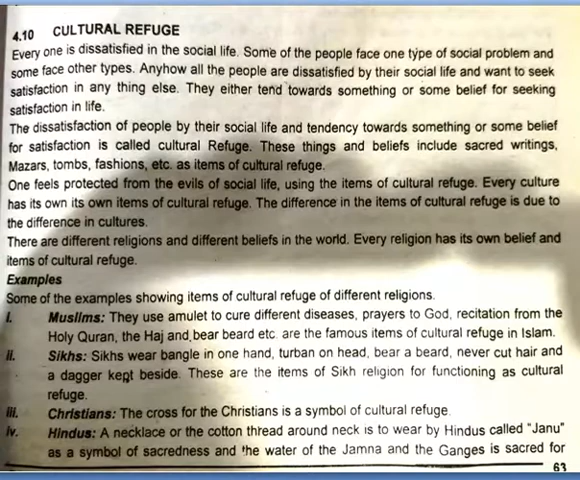 4.10 CULTURAL REFUGE
Every one is dissatisfied in the social life. Some of the people face one type of social problem and
some face other types. Anyhow all the people are dissatisfied by their social life and want to seek
satisfaction in any thing else. They either tend towards something or some belief for seeking
satisfaction in life.
The dissatisfaction of people by their social life and tendency towards something or some belief
for satisfaction is called cultural Refuge. These things and beliefs include sacred writings,
Mazars, tombs, fashions, etc. as items of cultural refuge.
One feels protected from the evils of social life, using the items of cultural refuge. Every culture
has its own its own items of cultural refuge. The difference in the items of cultural refuge is due to
the difference in cultures.
There are different religions and different beliefs in the world. Every religion has its own belief and
items of cultural refuge.
Examples
Some of the examples showing items of cultural refuge of different religions.
i. Muslims: They use amulet to cure different diseases, prayers to God, recitation from the
Holy Quran, the Haj and bear beard etc. are the famous items of cultural refuge in Islam.
ii. Sikhs: Sikhs wear bangle in one hand, turban on head, bear a beard, never cut hair and
a dagger kept beside. These are the items of Sikh religion for functioning as cultural
refuge.
iii. Christians: The cross for the Christians is a symbol of cultural refuge.
iv. Hindus: A necklace or the cotton thread around neck is to wear by Hindus called "Janu"
as a symbol of sacredness and the water of the Jamna and the Ganges is sacred for
63